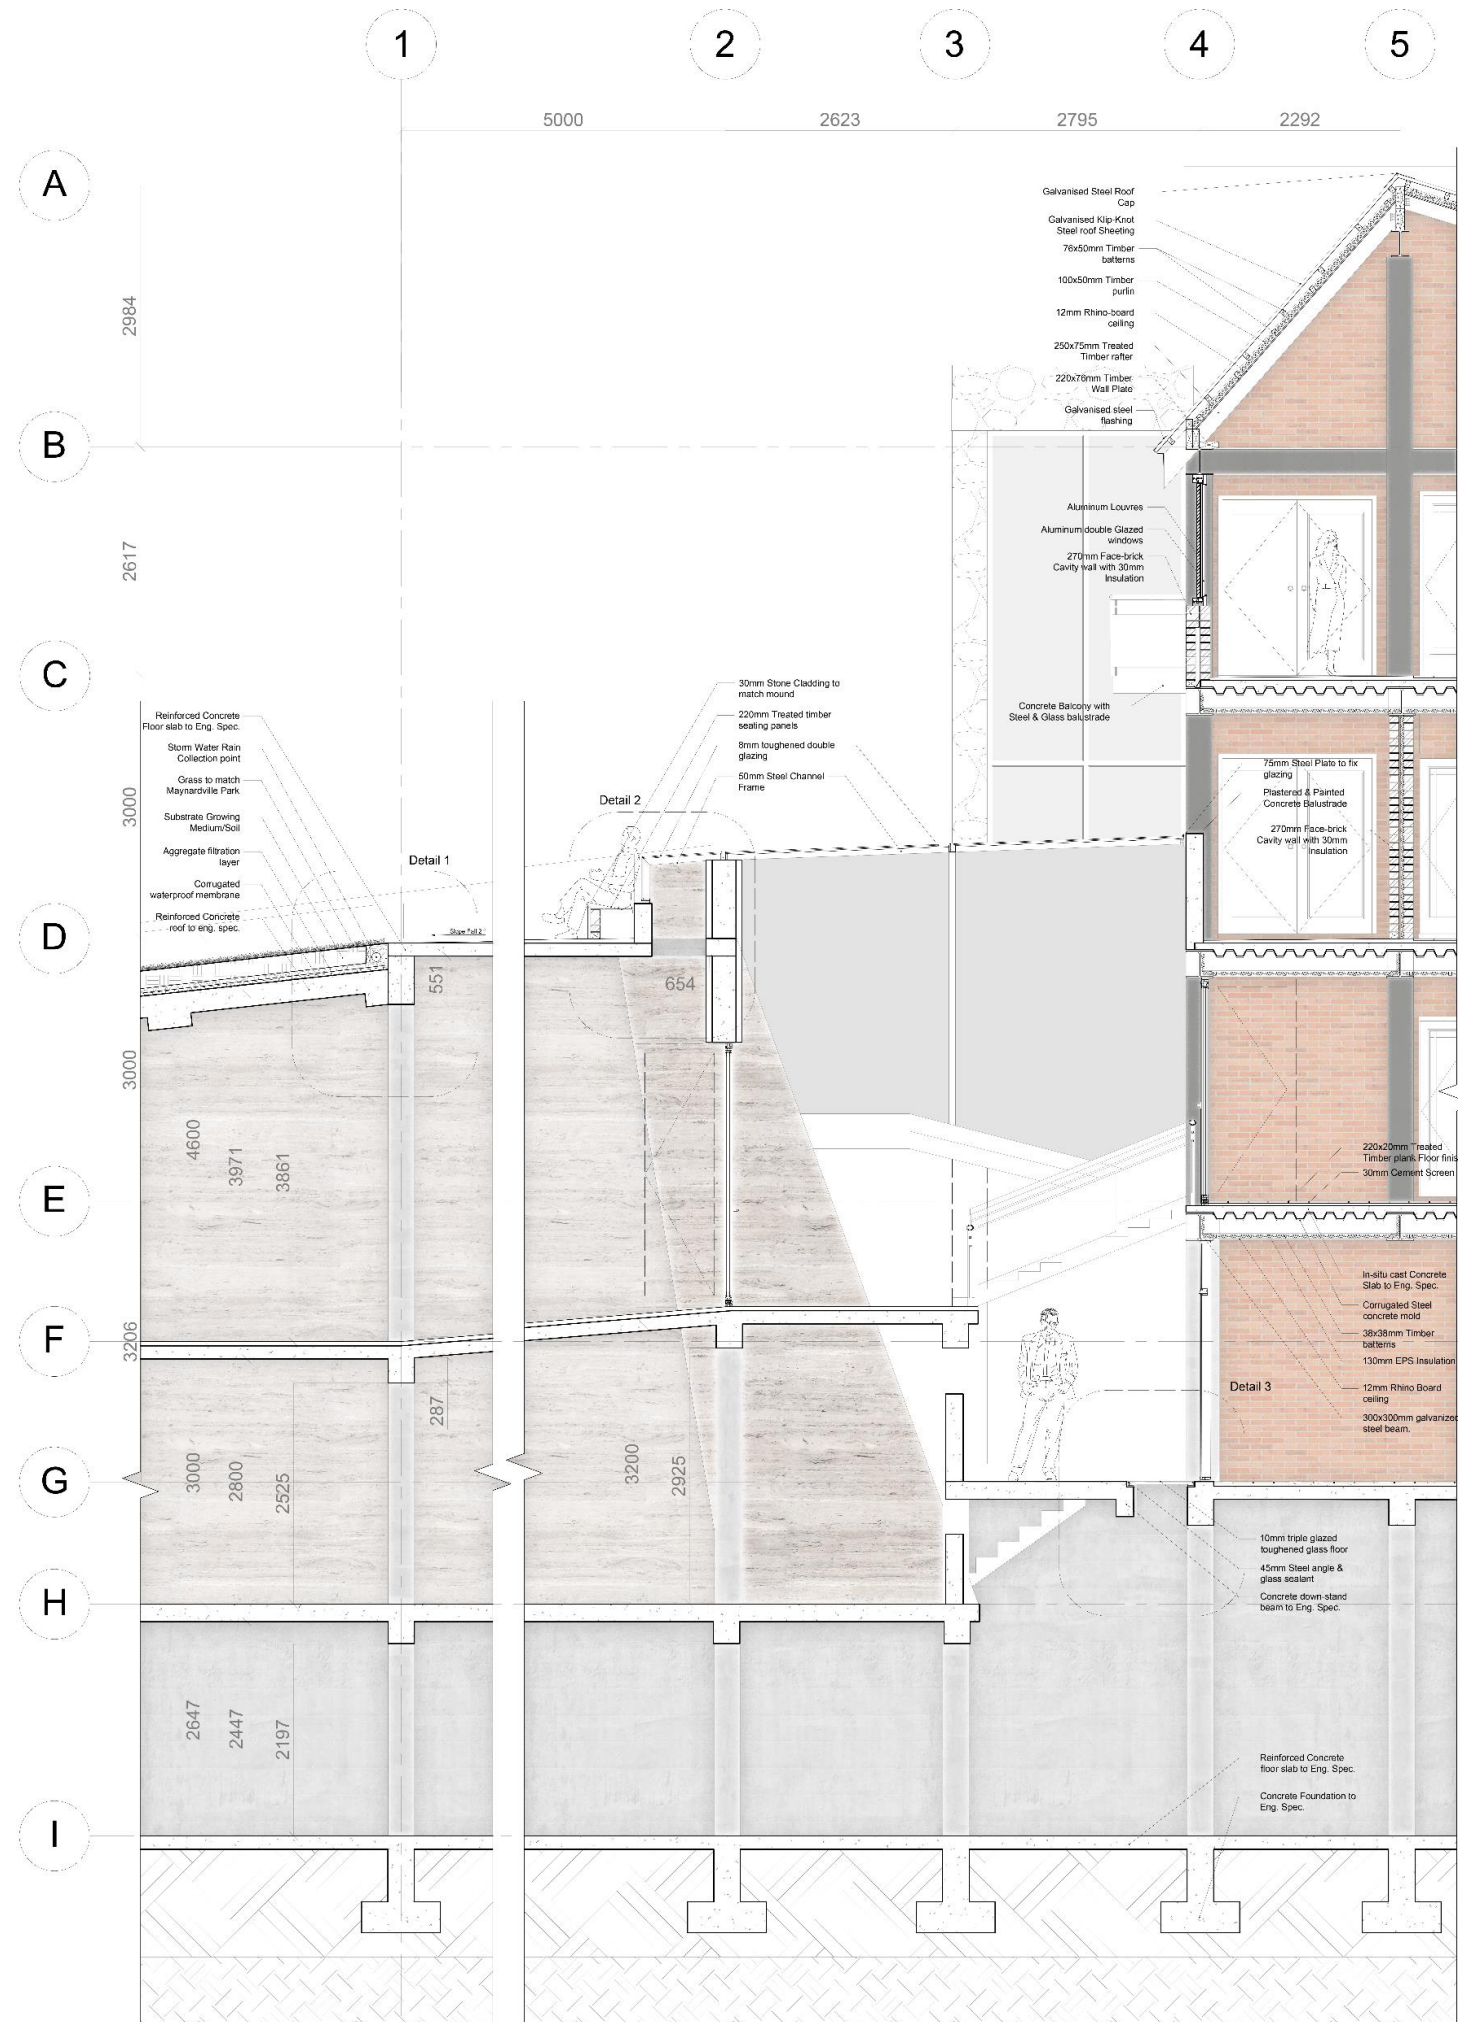 1
2
3
4
5
5000
2623
2795
2292
A
B
C
D
E
F
G
H
I
2984
2617
3000
3000
3206
Galvanised Steel Roof
Cap
Galvanised Klip-Knot
Steel roof Sheeting
76x50mm Timber
batterns
100x50mm Timber
purlin
12mm Rhino-board
ceiling
250x75mm Treated
Timber rafter
220x76mm Timber
Wall Plate
Galvanised steel
flashing
Aluminum Louvres
Aluminum double Glazed
windows
270mm Face-brick
Cavity wall with 30mm
Insulation
Concrete Balcony with
Steel & Glass balustrade
30mm Stone Cladding to
match mound
220mm Treated timber
seating panels
8mm toughened double
glazing
50mm Steel Channel
Frame
Reinforced Concrete
Floor slab to Eng. Spec.
Storm Water Rain
Collection point
Grass to match
Maynardville Park
Substrate Growing
Medium/Soil
Aggregate filtration
layer
Corrugated
waterproof membrane
Reinforced Concrete
roof to eng. spec.
Detail 1
Detail 2
Slope Fall 2°
75mm Steel Plate to fix
glazing
Plastered & Painted
Concrete Balustrade
270mm Face-brick
Cavity wall with 30mm
Insulation
551
654
4600
3971
3861
220x20mm Treated
Timber plank Floor finis
30mm Cement Screen
In-situ cast Concrete
Slab to Eng. Spec.
Corrugated Steel
concrete mold
38x38mm Timber
batterns
130mm EPS Insulation
12mm Rhino Board
ceiling
300x300mm galvanized
steel beam.
Detail 3
287
3000
2800
2525
3200
2925
10mm triple glazed
toughened glass floor
45mm Steel angle &
glass sealant
Concrete down-stand
beam to Eng. Spec.
2647
2447
2197
Reinforced Concrete
floor slab to Eng. Spec.
Concrete Foundation to
Eng. Spec.